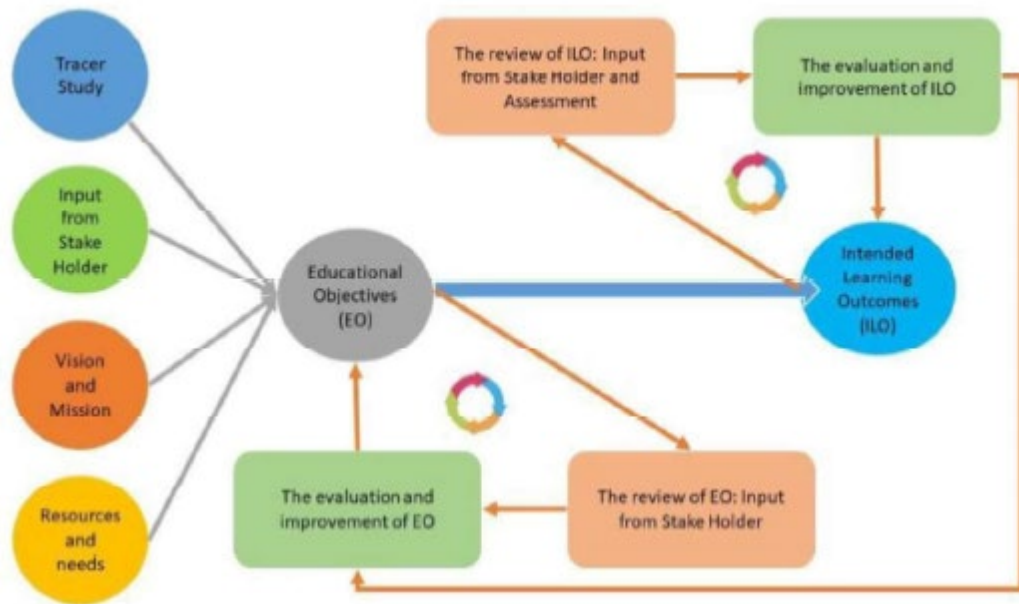 Tracer
Study
Input
from
Stake
Holder
Vision
and
Mission
Resources
and
needs
Educational
Objectives
(EO)
The review of ILO: Input
from Stake Holder and
Assessment
The evaluation and
improvement of ILO
Intended
Learning
Outcomes
(ILO)
The evaluation and
improvement of EO
The review of EO: Input
from Stake Holder